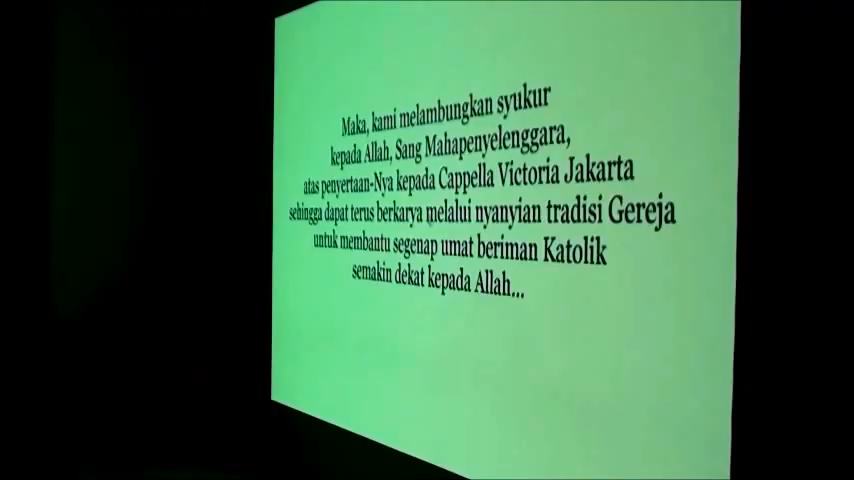 Maka, kami melambungkan syukur
kepada Allah, Sang Mahapenyelenggara,
atas penyertaan-Nya kepada Cappella Victoria Jakarta
sehingga dapat terus berkarya melalui nyanyian tradisi Gereja
untuk membantu segenap umat beriman Katolik
semakin dekat kepada Allah...